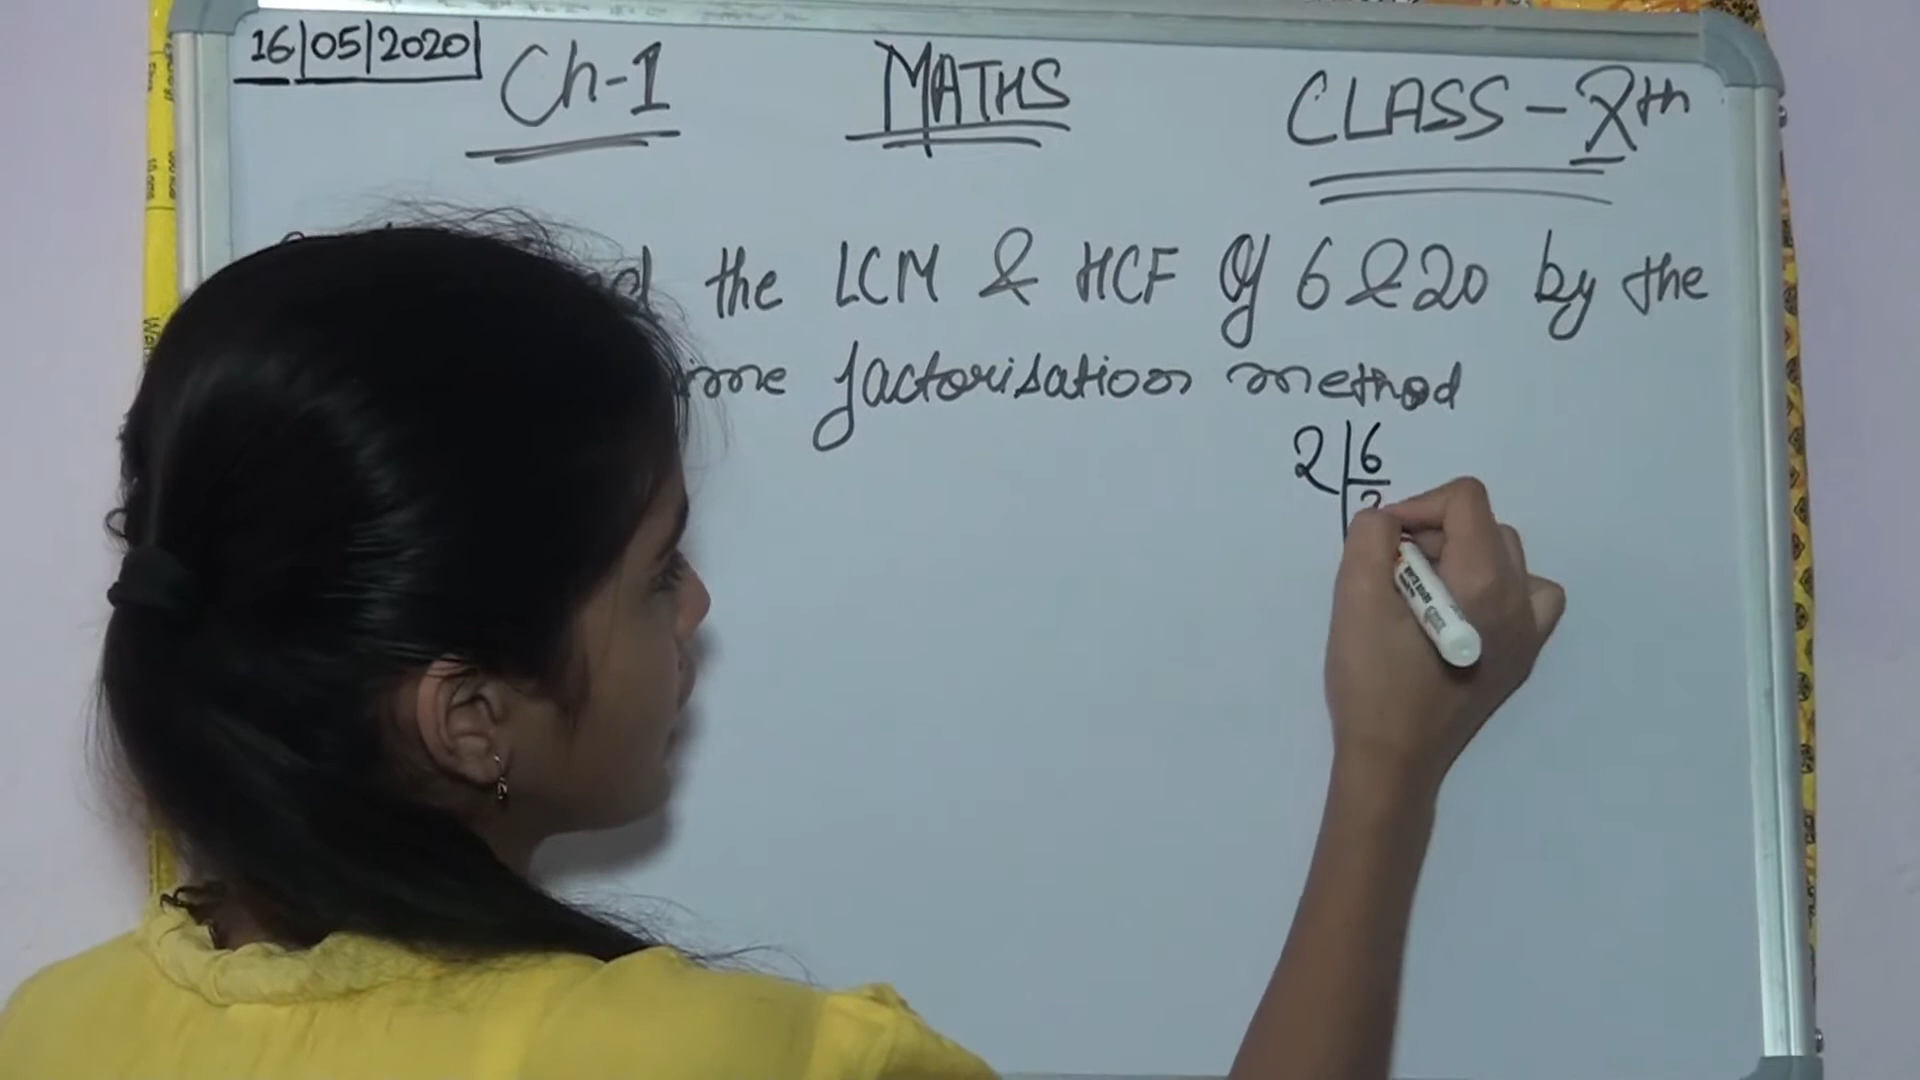 16/05/2020
Ch-1 MATHS CLASS-Xth
the LCM & HCF of 6 & 20 by the
factorisation method
2 6
3